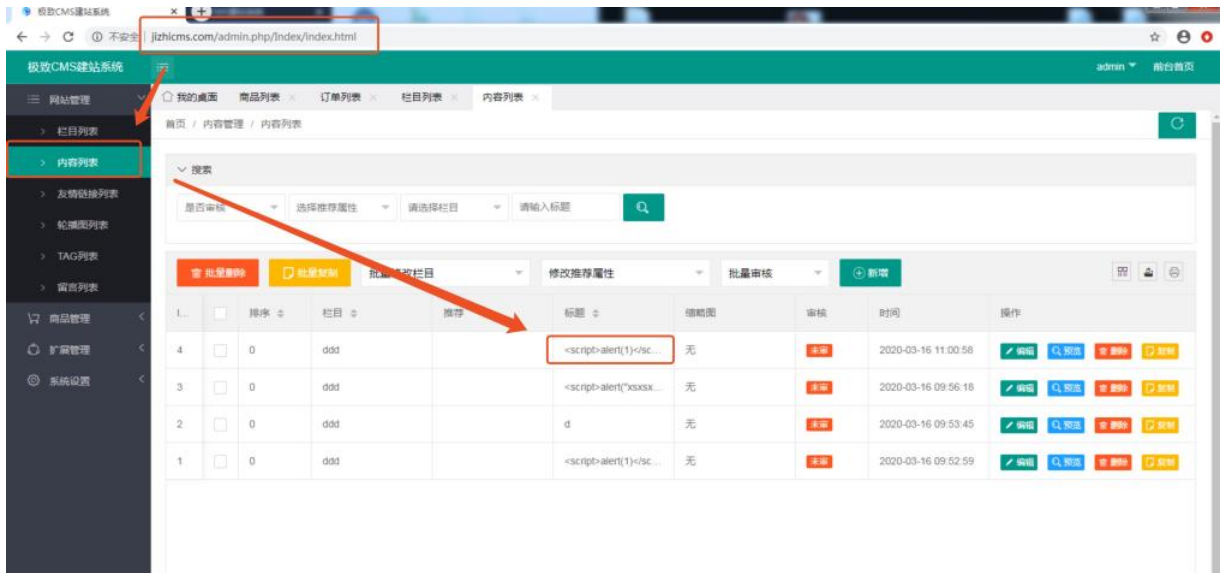 极致CMS建站系统
不安全 jizhicms.com/admin.php/Index/index.html
极致CMS建站系统 admin 前台首页
网站管理 我的桌面 商品列表 订单列表 栏目列表 内容列表
栏目列表 首页 / 内容管理 / 内容列表
内容列表 搜索
友情链接列表 是否审核 选择推荐属性 请选择栏目 请输入标题
轮播图列表
TAG列表 批量删除 批量复制 批量修改栏目 修改推荐属性 批量审核 新增
留言列表
商品管理 I... 排序 栏目 推荐 标题 缩略图 审核 时间 操作
扩展管理 4 0 ddd <script>alert(1)</sc... 无 未审 2020-03-16 11:00:58 编辑 预览 删除 复制
系统设置 3 0 ddd <script>alert("xsxsx... 无 未审 2020-03-16 09:56:18 编辑 预览 删除 复制
2 0 ddd d 无 未审 2020-03-16 09:53:45 编辑 预览 删除 复制
1 0 ddd <script>alert(1)</sc... 无 未审 2020-03-16 09:52:59 编辑 预览 删除 复制